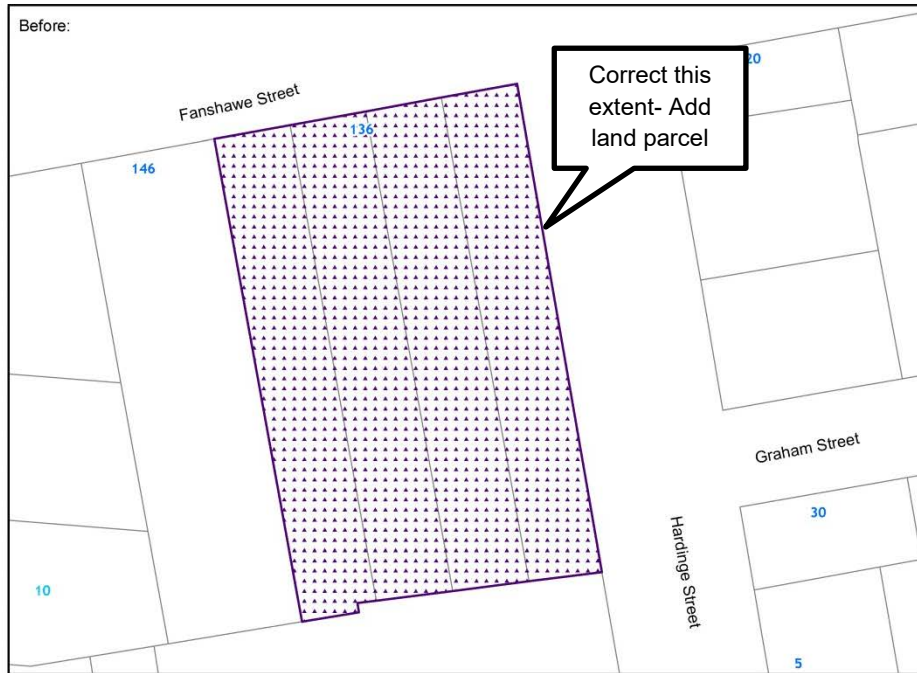 Before:
Fanshawe Street
Correct this
extent- Add
land parcel
20
136
146
Graham Street
30
Hardinge Street
10
5